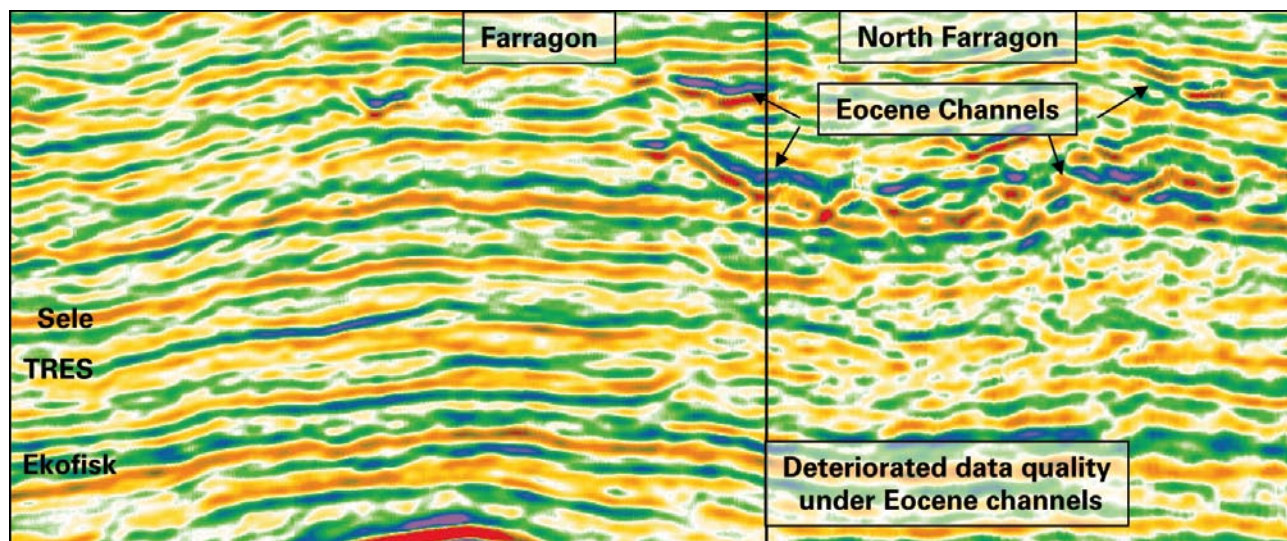 Farragon
North Farragon
Eocene Channels
Sele
TRES
Ekofisk
Deteriorated data quality
under Eocene channels